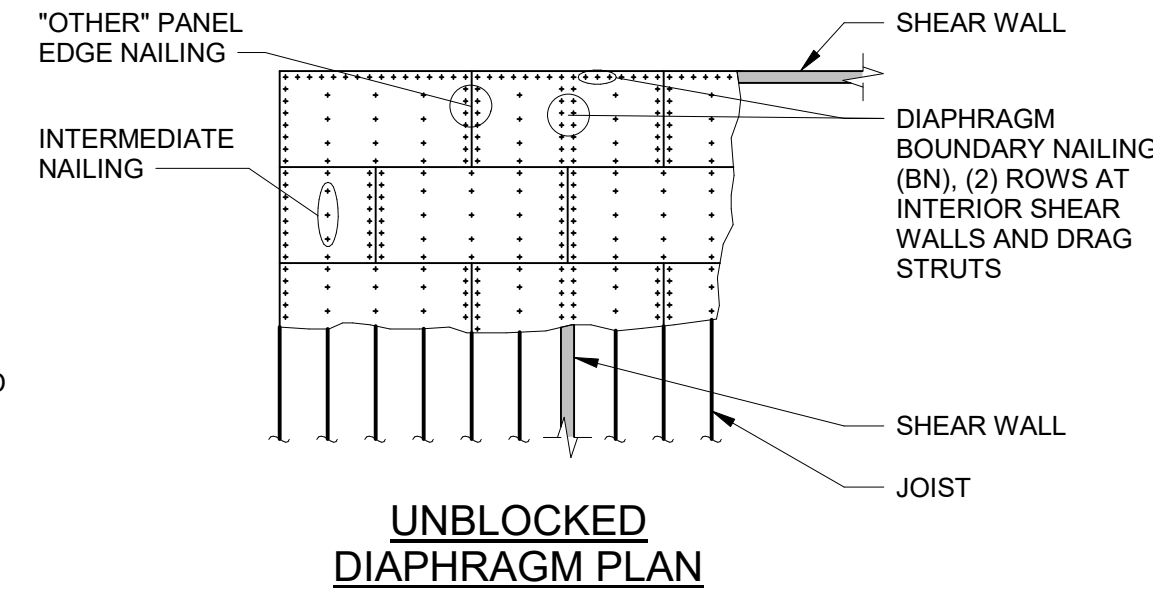 "OTHER" PANEL
EDGE NAILING
INTERMEDIATE
NAILING
SHEAR WALL
DIAPHRAGM
BOUNDARY NAILING
(BN), (2) ROWS AT
INTERIOR SHEAR
WALLS AND DRAG
STRUTS
SHEAR WALL
JOIST
UNBLOCKED
DIAPHRAGM PLAN